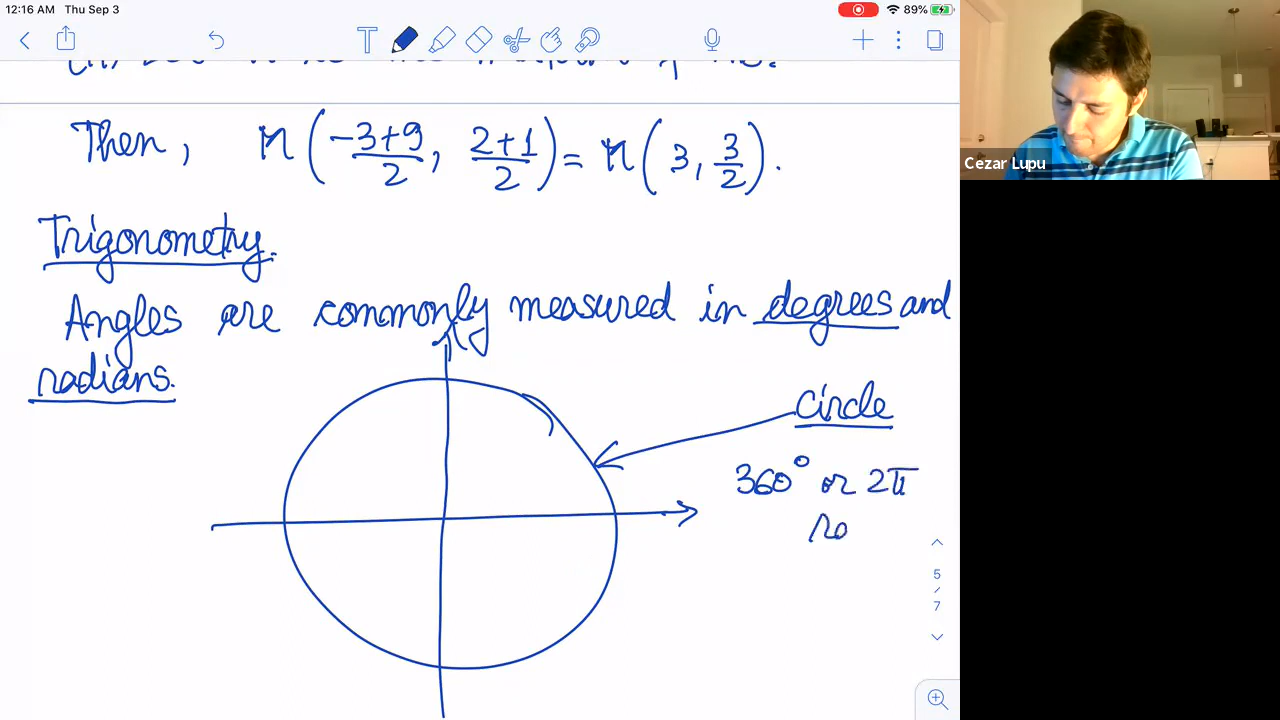 12:16 AM Thu Sep 3
89%
T
Then, M(-3+9/2, 2+1/2) = M(3, 3/2).
Trigonometry.
Angles are commonly measured in degrees and
radians.
circle
360° or 2π
ra
5
/
7
Cezar Lupu